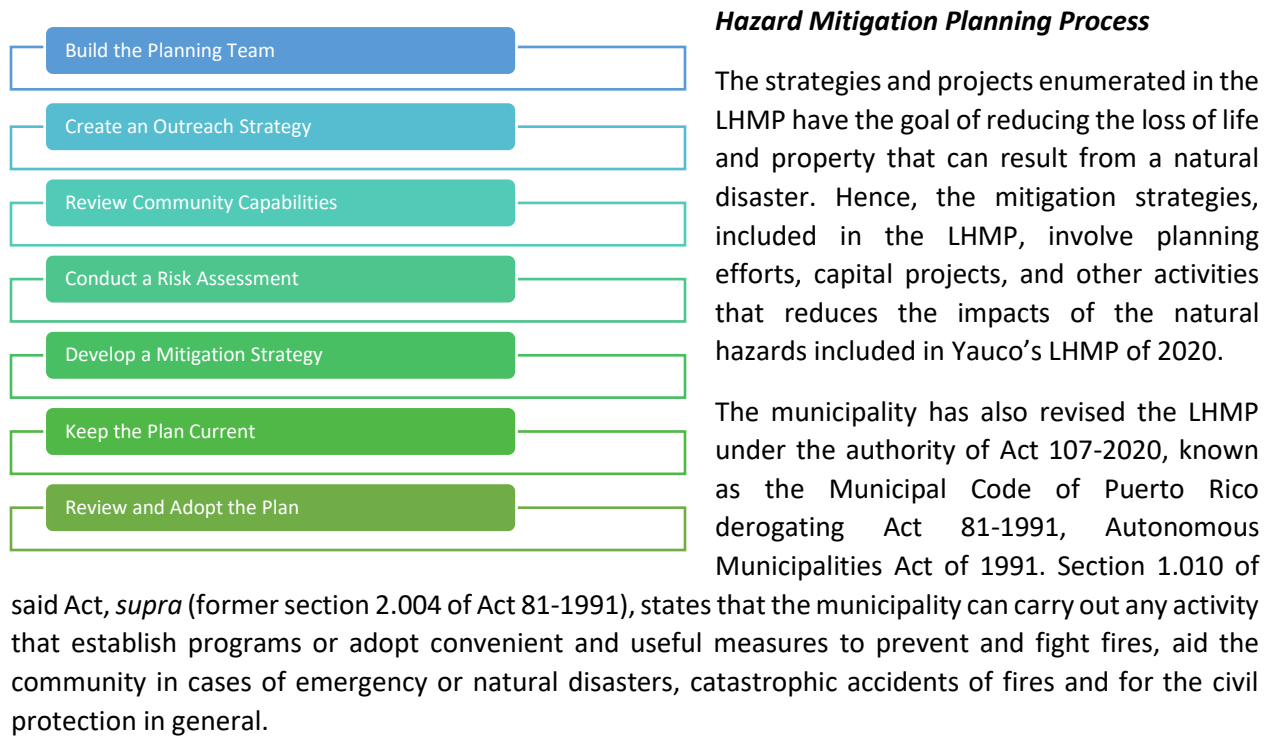 Build the Planning Team
Create an Outreach Strategy
Review Community Capabilities
Conduct a Risk Assessment
Develop a Mitigation Strategy
Keep the Plan Current
Review and Adopt the Plan
Hazard Mitigation Planning Process
The strategies and projects enumerated in the
LHMP have the goal of reducing the loss of life
and property that can result from a natural
disaster. Hence, the mitigation strategies,
included in the LHMP, involve planning
efforts, capital projects, and other activities
that reduces the impacts of the natural
hazards included in Yauco’s LHMP of 2020.
The municipality has also revised the LHMP
under the authority of Act 107-2020, known
as the Municipal Code of Puerto Rico
derogating Act 81-1991, Autonomous
Municipalities Act of 1991. Section 1.010 of
said Act, supra (former section 2.004 of Act 81-1991), states that the municipality can carry out any activity
that establish programs or adopt convenient and useful measures to prevent and fight fires, aid the
community in cases of emergency or natural disasters, catastrophic accidents of fires and for the civil
protection in general.